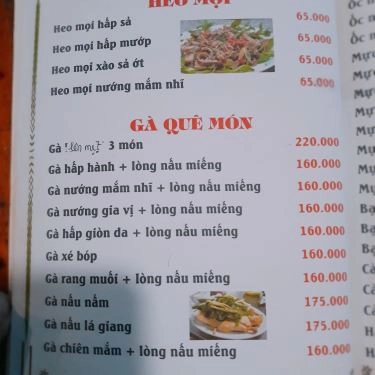 HEO MỌI
Heo mọi hấp sả 65.000
Heo mọi hấp mướp 65.000
Heo mọi xào sả ớt 65.000
Heo mọi nướng mắm nhĩ 65.000
GÀ QUÊ MÓN
Gà 3 món 220.000
Gà hấp hành + lòng nấu miếng 160.000
Gà nướng mắm nhĩ + lòng nấu miếng 160.000
Gà nướng gia vị + lòng nấu miếng 160.000
Gà hấp giòn da + lòng nấu miếng 160.000
Gà xé bóp 160.000
Gà rang muối + lòng nấu miếng 160.000
Gà nấu nấm 175.000
Gà nấu lá giang 175.000
Gà chiên mắm + lòng nấu miếng 160.000